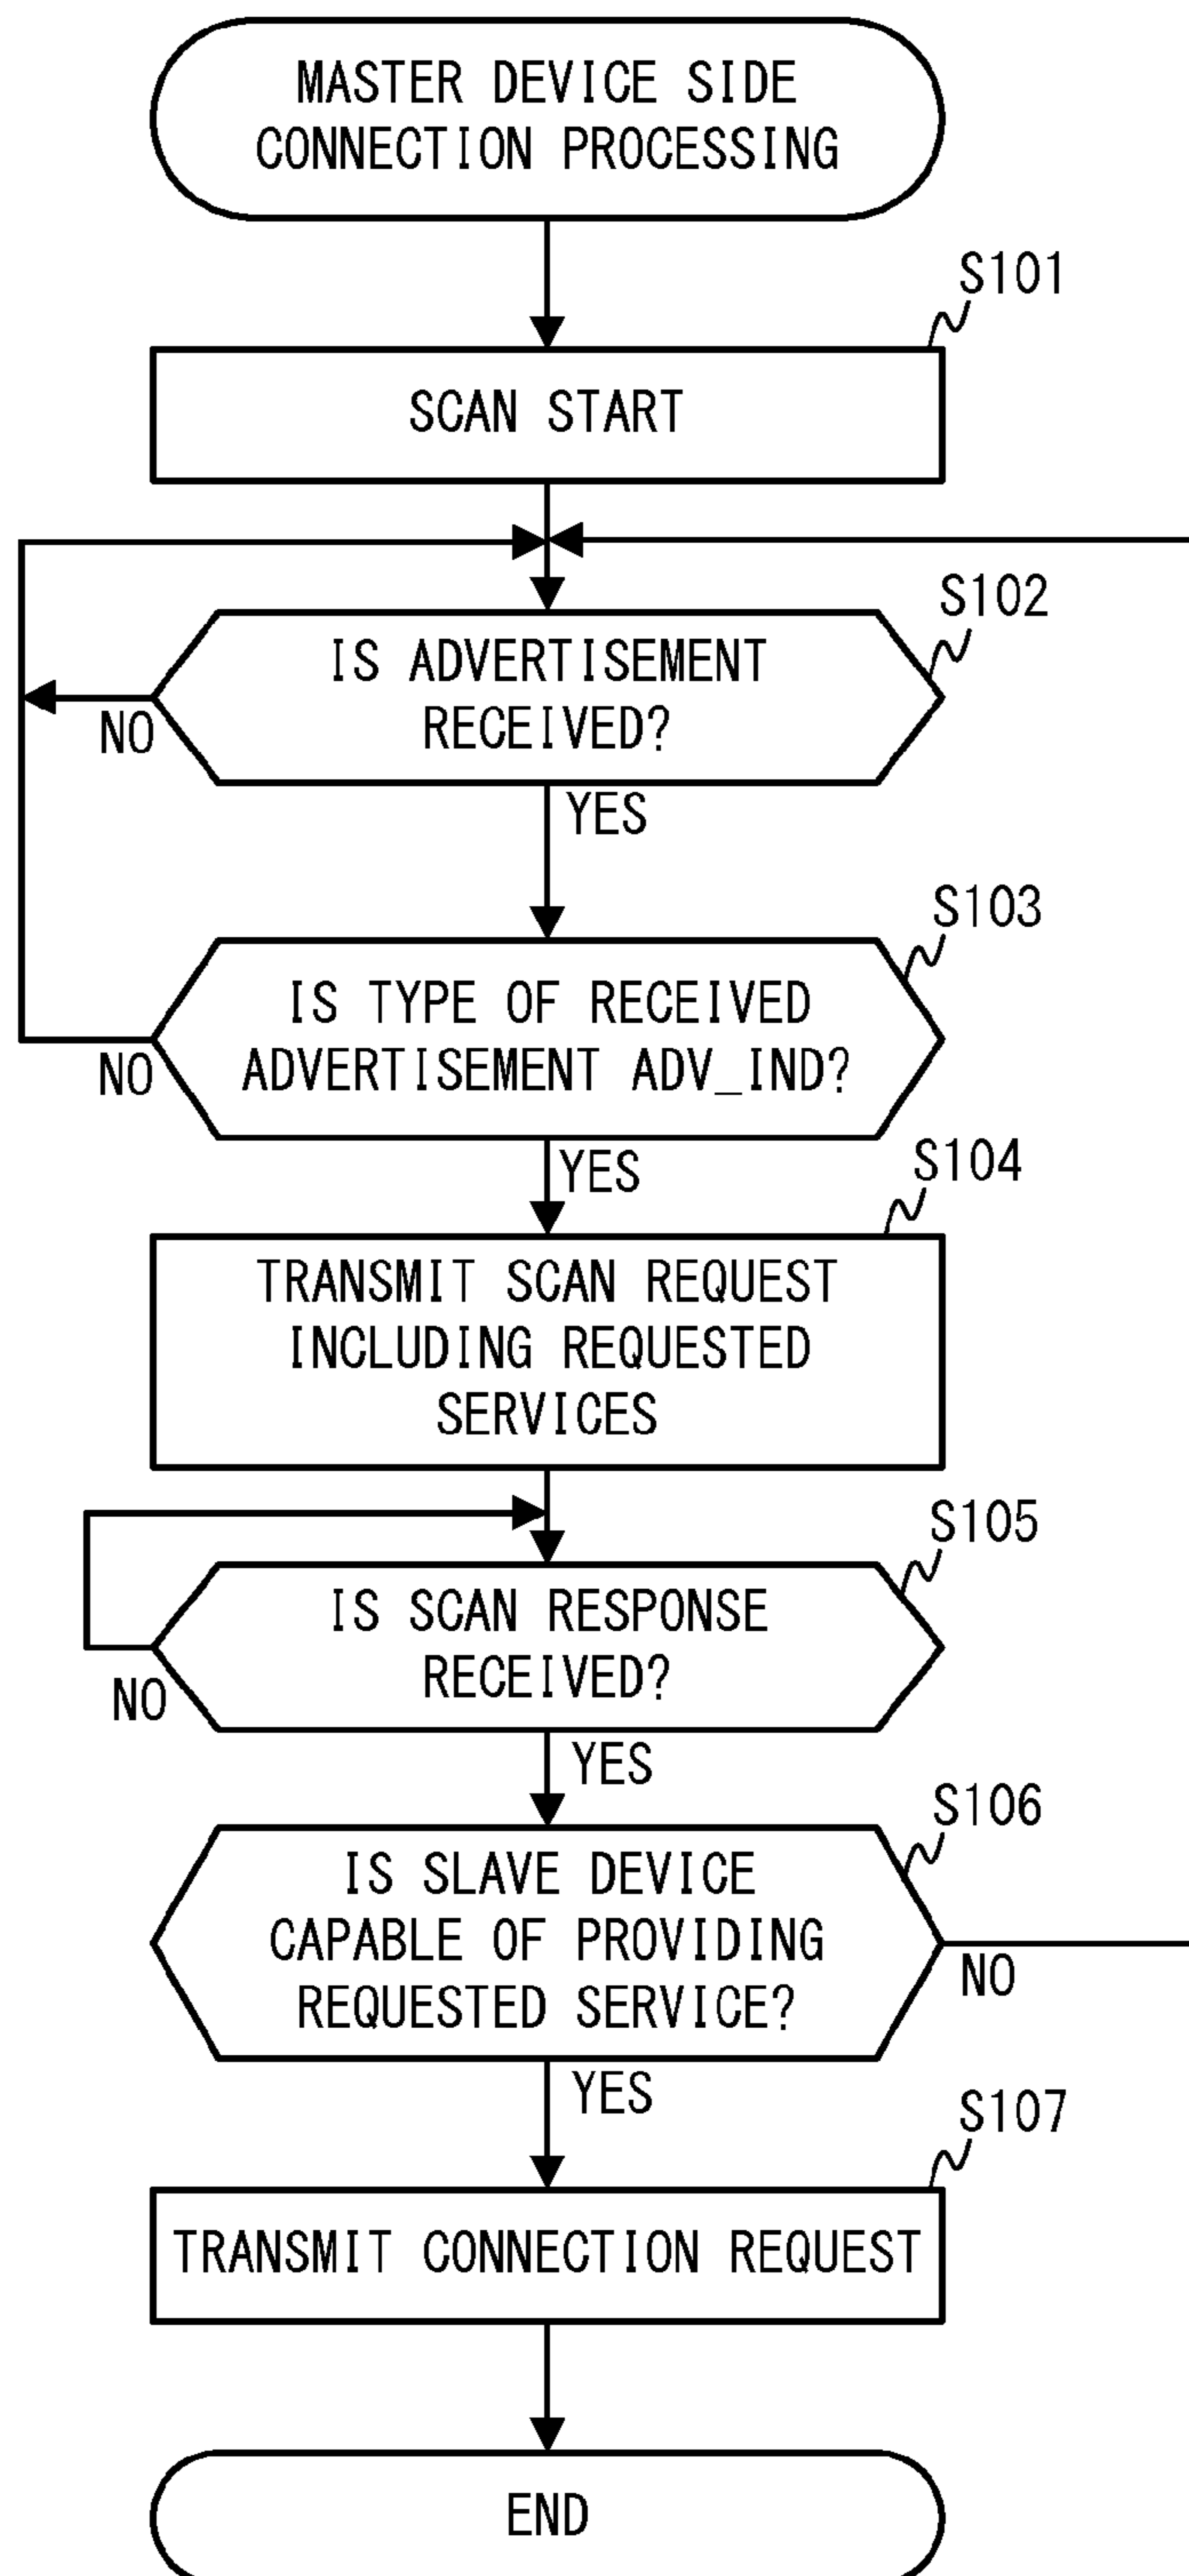 MASTER DEVICE SIDE
CONNECTION PROCESSING
S101
SCAN START
S102
IS ADVERTISEMENT
RECEIVED?
NO
YES
S103
IS TYPE OF RECEIVED
ADVERTISEMENT ADV_IND?
NO
YES
S104
TRANSMIT SCAN REQUEST
INCLUDING REQUESTED
SERVICES
S105
IS SCAN RESPONSE
RECEIVED?
NO
YES
S106
IS SLAVE DEVICE
CAPABLE OF PROVIDING
REQUESTED SERVICE?
NO
YES
S107
TRANSMIT CONNECTION REQUEST
END